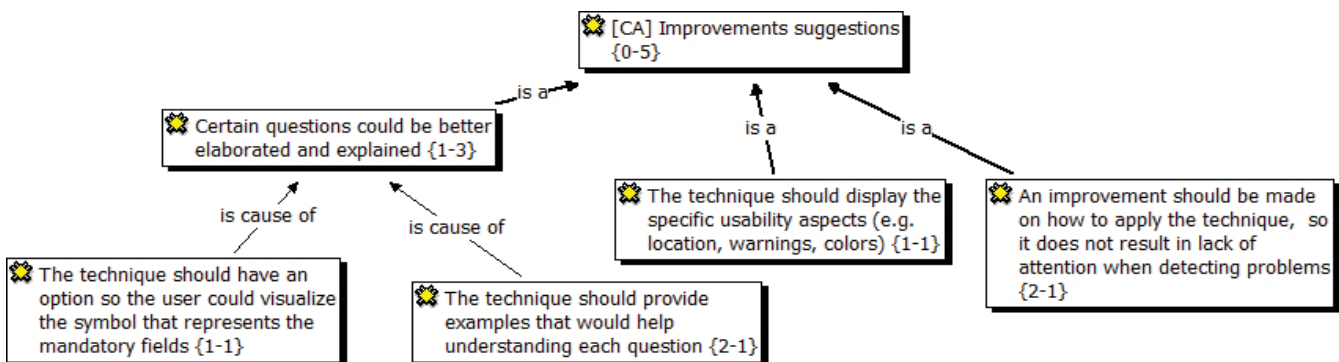 [CA] Improvements suggestions
{0-5}
is a
is a
is a
Certain questions could be better
elaborated and explained {1-3}
is cause of
is cause of
The technique should display the
specific usability aspects (e.g.
location, warnings, colors) {1-1}
An improvement should be made
on how to apply the technique, so
it does not result in lack of
attention when detecting problems
{2-1}
The technique should have an
option so the user could visualize
the symbol that represents the
mandatory fields {1-1}
The technique should provide
examples that would help
understanding each question {2-1}